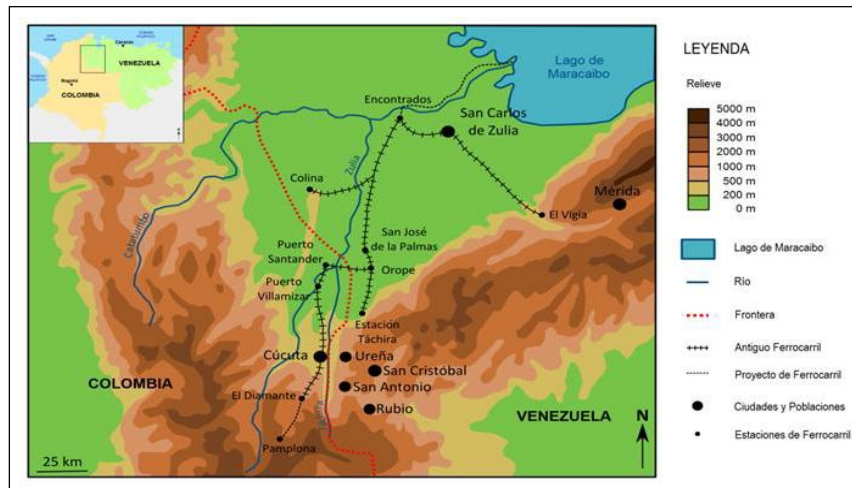 Caracas
VENEZUELA
Bogotá
COLOMBIA
Lago de
Maracaibo
Encontrados
San Carlos
de Zulia
Zulia
Colina
Catatumbo
Mérida
El Vigía
San José
de la Palmas
Puerto
Santander
Orope
Puerto
Villamizar
Estación
Táchira
Cúcuta
Ureña
San Cristóbal
COLOMBIA
San Antonio
El Diamante
Táchira
Rubio
VENEZUELA
N
Pamplona
25 km
LEYENDA
Relieve
5000 m
4000 m
3000 m
2000 m
1000 m
500 m
200 m
0 m
Lago de Maracaibo
Río
Frontera
Antiguo Ferrocarril
Proyecto de Ferrocarril
Ciudades y Poblaciones
Estaciones de Ferrocarril